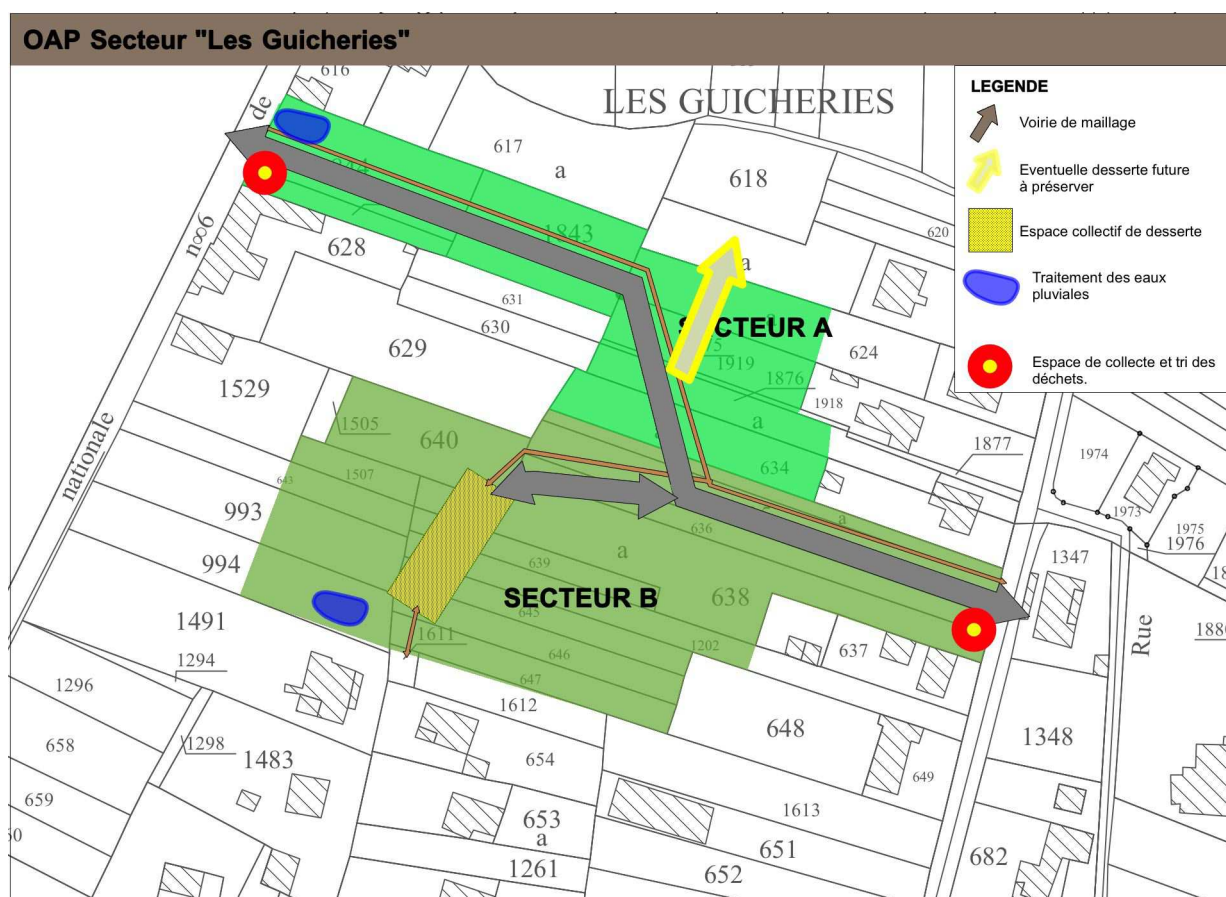 OAP Secteur "Les Guicheries"
LES GUICHERIES
LEGENDE
Voirie de maillage
Eventuelle desserte future
à préserver
Espace collectif de desserte
Traitement des eaux
pluviales
Espace de collecte et tri des
déchets.
616
de
617
a
618
620
1843
a
n°°6
628
631
630
SECTEUR A
a
629
624
1919
1876
1918
1529
1505
640
a
1877
634
1974
nationale
1507
643
993
636
a
1973
1975
1976
994
a
639
638
1347
SECTEUR B
645
1491
1611
1202
637
Rue
1294
646
647
1296
1612
648
1348
1298
1483
654
649
658
659
653
a
1613
651
682
1261
652